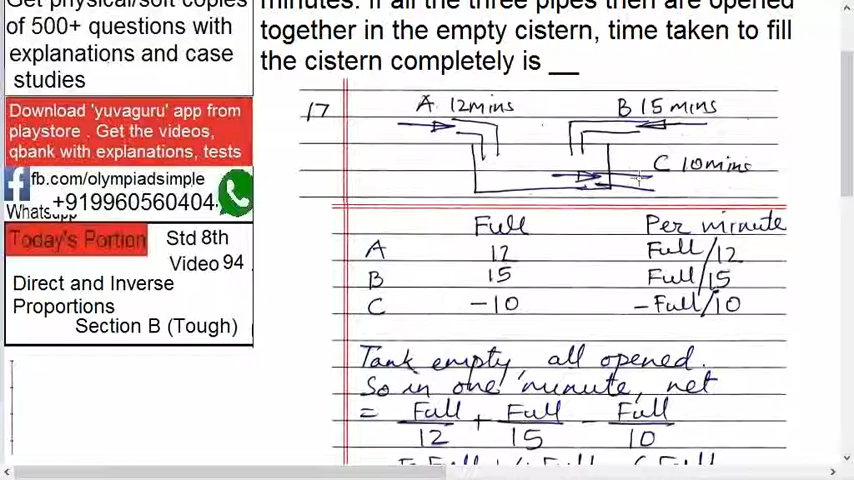 Get physical/soft copies
of 500+ questions with
explanations and case
studies
Download 'yuvaguru' app from
playstore . Get the videos,
qbank with explanations, tests
fb.com/olympiadsimple
Whatsapp +919960560404.
Today's Portion
Std 8th
Video 94
Direct and Inverse
Proportions
Section B (Tough)
minutes. If all the three pipes then are opened
together in the empty cistern, time taken to fill
the cistern completely is __
17 A 12mins B 15 mins
C 10mins
Full Per minute
A 12 Full/12
B 15 Full/15
C -10 -Full/10
Tank empty, all opened.
So in one minute, net
= Full/12 + Full/15 - Full/10